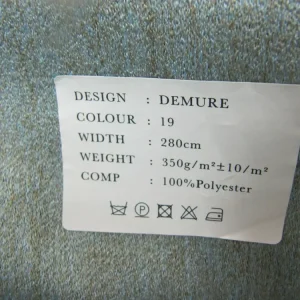 DESIGN : DEMURE
COLOUR : 19
WIDTH : 280cm
WEIGHT : 350g/m²±10/m²
COMP : 100%Polyester